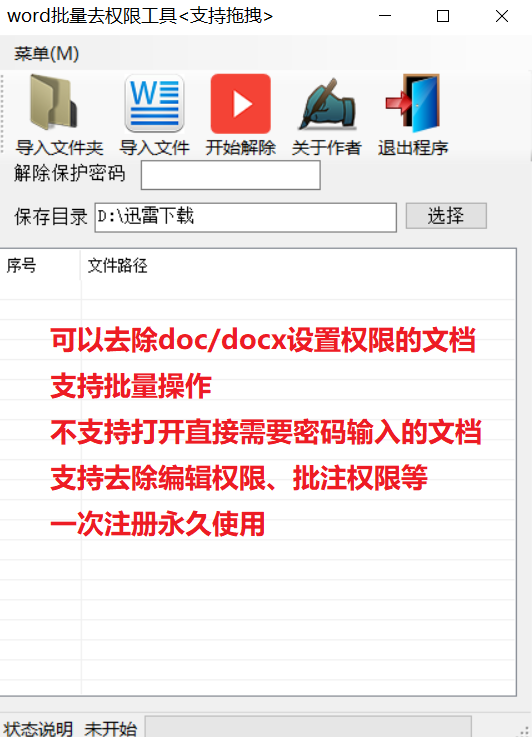 word批量去权限工具<支持拖拽>
菜单(M)
W
导入文件夹 导入文件 开始解除 关于作者 退出程序
解除保护密码
保存目录 D:\迅雷下载 选择
序号 文件路径
可以去除doc/docx设置权限的文档
支持批量操作
不支持打开直接需要密码输入的文档
支持去除编辑权限、批注权限等
一次注册永久使用
状态说明 未开始